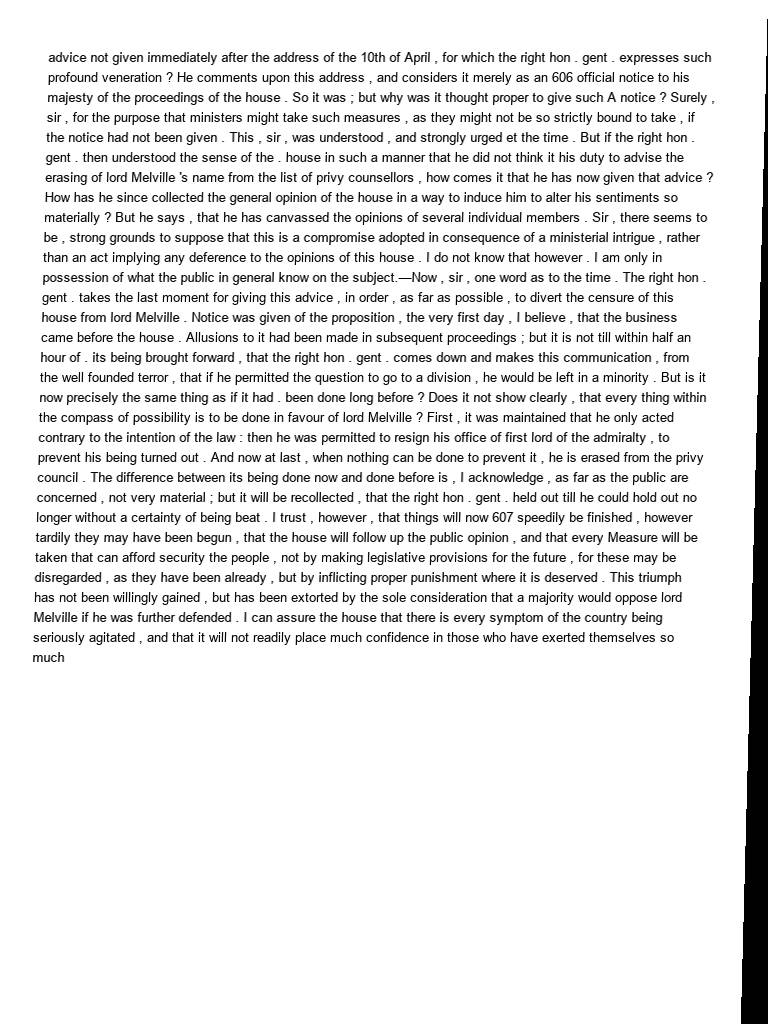 advice not given immediately after the address of the 10th of April , for which the right hon . gent . expresses such
profound veneration ? He comments upon this address , and considers it merely as an 606 official notice to his
majesty of the proceedings of the house . So it was ; but why was it thought proper to give such A notice ? Surely ,
sir , for the purpose that ministers might take such measures , as they might not be so strictly bound to take , if
the notice had not been given . This , sir , was understood , and strongly urged et the time . But if the right hon .
gent . then understood the sense of the . house in such a manner that he did not think it his duty to advise the
erasing of lord Melville 's name from the list of privy counsellors , how comes it that he has now given that advice ?
How has he since collected the general opinion of the house in a way to induce him to alter his sentiments so
materially ? But he says , that he has canvassed the opinions of several individual members . Sir , there seems to
be , strong grounds to suppose that this is a compromise adopted in consequence of a ministerial intrigue , rather
than an act implying any deference to the opinions of this house . I do not know that however . I am only in
possession of what the public in general know on the subject.—Now , sir , one word as to the time . The right hon .
gent . takes the last moment for giving this advice , in order , as far as possible , to divert the censure of this
house from lord Melville . Notice was given of the proposition , the very first day , I believe , that the business
came before the house . Allusions to it had been made in subsequent proceedings ; but it is not till within half an
hour of . its being brought forward , that the right hon . gent . comes down and makes this communication , from
the well founded terror , that if he permitted the question to go to a division , he would be left in a minority . But is it
now precisely the same thing as if it had . been done long before ? Does it not show clearly , that every thing within
the compass of possibility is to be done in favour of lord Melville ? First , it was maintained that he only acted
contrary to the intention of the law : then he was permitted to resign his office of first lord of the admiralty , to
prevent his being turned out . And now at last , when nothing can be done to prevent it , he is erased from the privy
council . The difference between its being done now and done before is , I acknowledge , as far as the public are
concerned , not very material ; but it will be recollected , that the right hon . gent . held out till he could hold out no
longer without a certainty of being beat . I trust , however , that things will now 607 speedily be finished , however
tardily they may have been begun , that the house will follow up the public opinion , and that every Measure will be
taken that can afford security the people , not by making legislative provisions for the future , for these may be
disregarded , as they have been already , but by inflicting proper punishment where it is deserved . This triumph
has not been willingly gained , but has been extorted by the sole consideration that a majority would oppose lord
Melville if he was further defended . I can assure the house that there is every symptom of the country being
seriously agitated , and that it will not readily place much confidence in those who have exerted themselves so
much